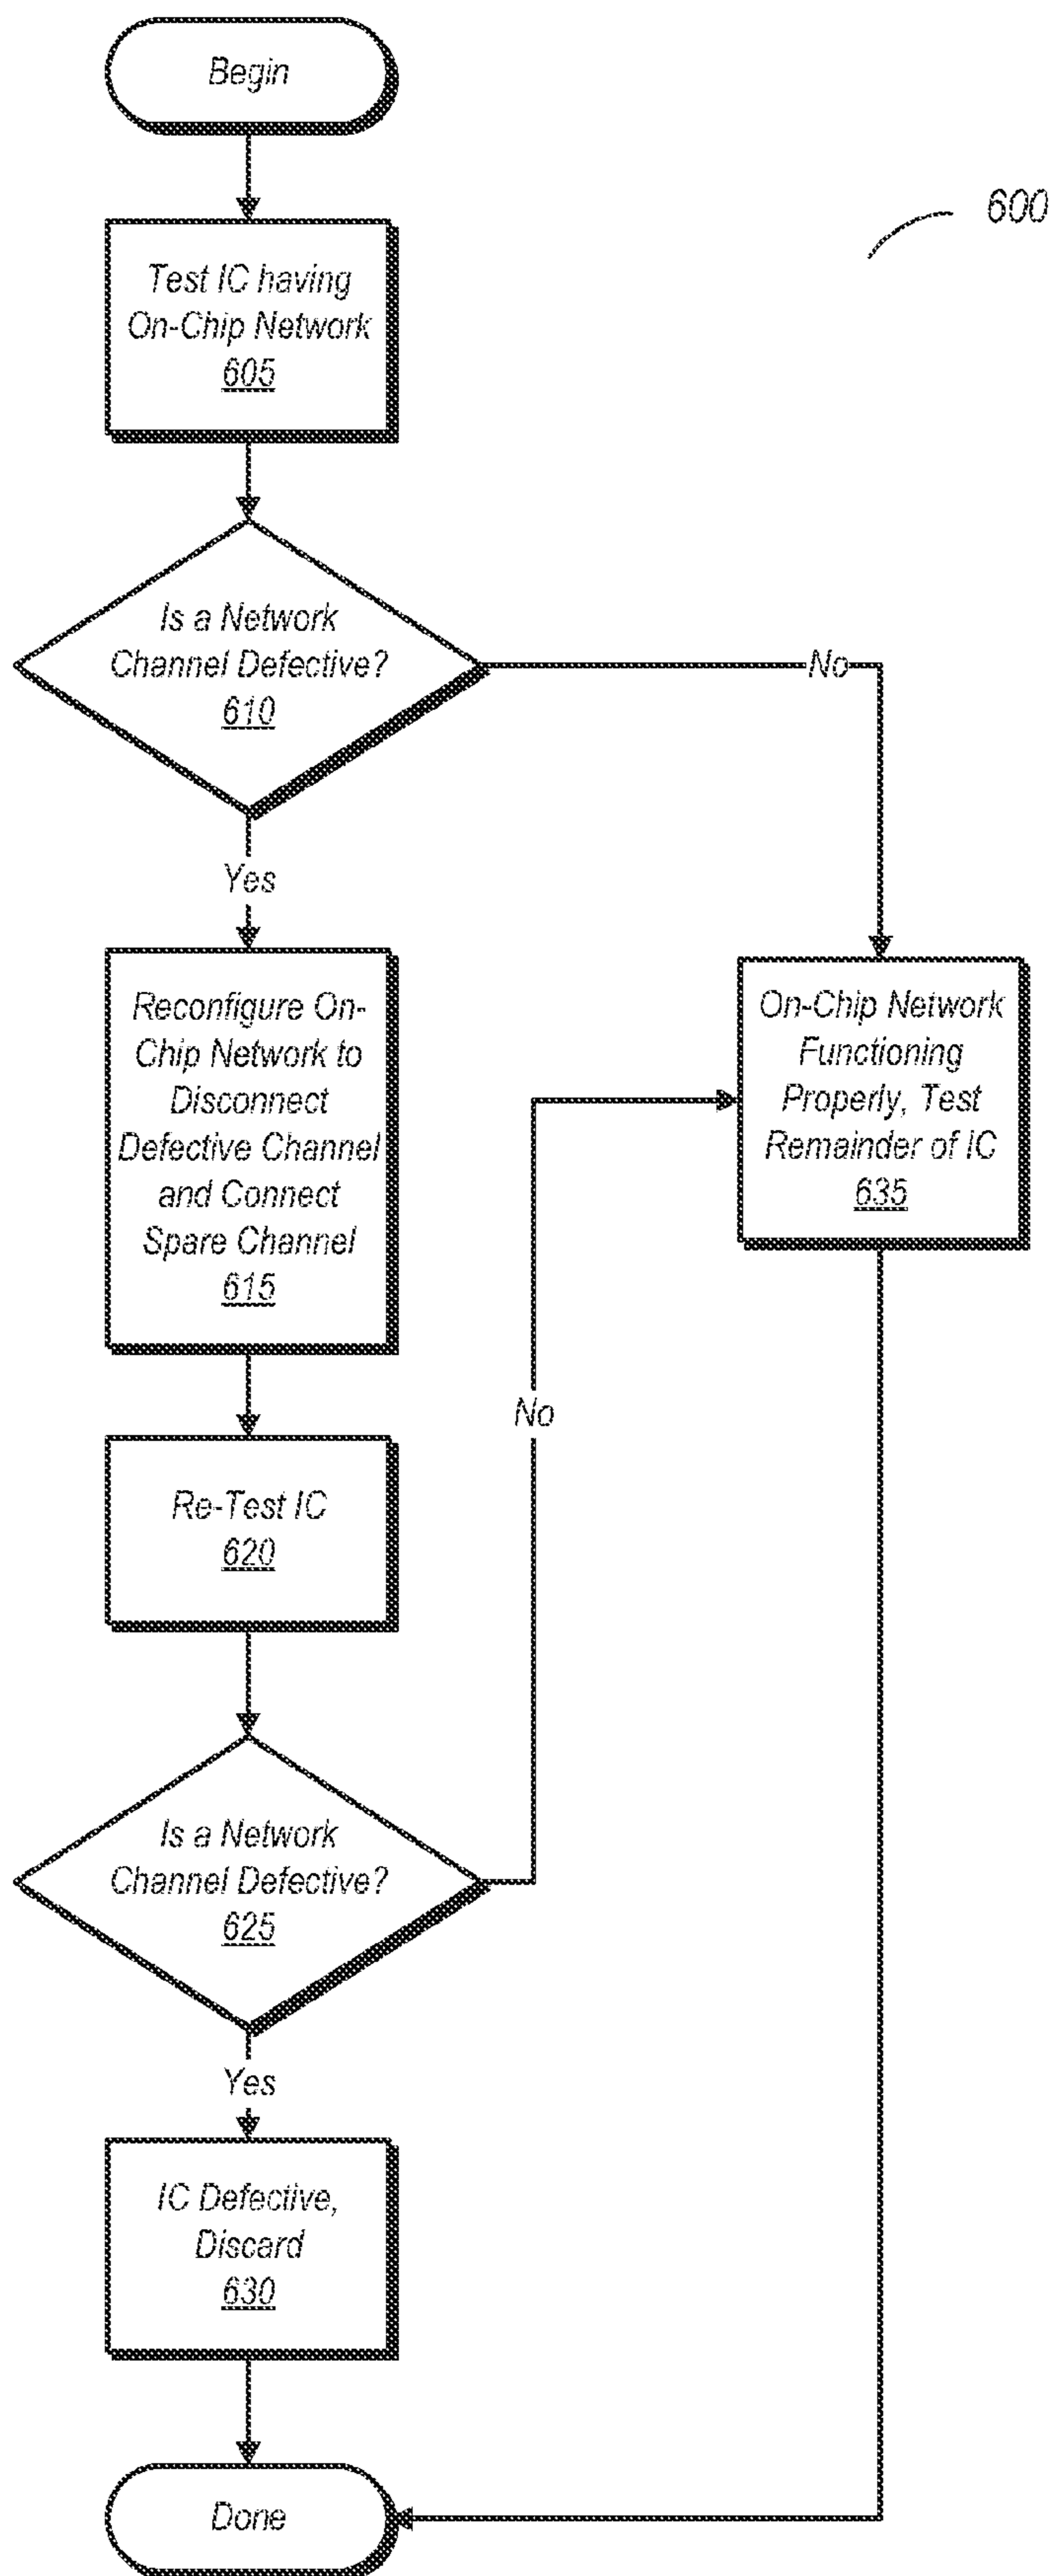 Begin
600
Test IC having
On-Chip Network
605
Is a Network
Channel Defective?
610
No
Yes
Reconfigure On-
Chip Network to
Disconnect
Defective Channel
and Connect
Spare Channel
615
On-Chip Network
Functioning
Properly, Test
Remainder of IC
635
No
Re-Test IC
620
Is a Network
Channel Defective?
625
Yes
IC Defective,
Discard
630
Done